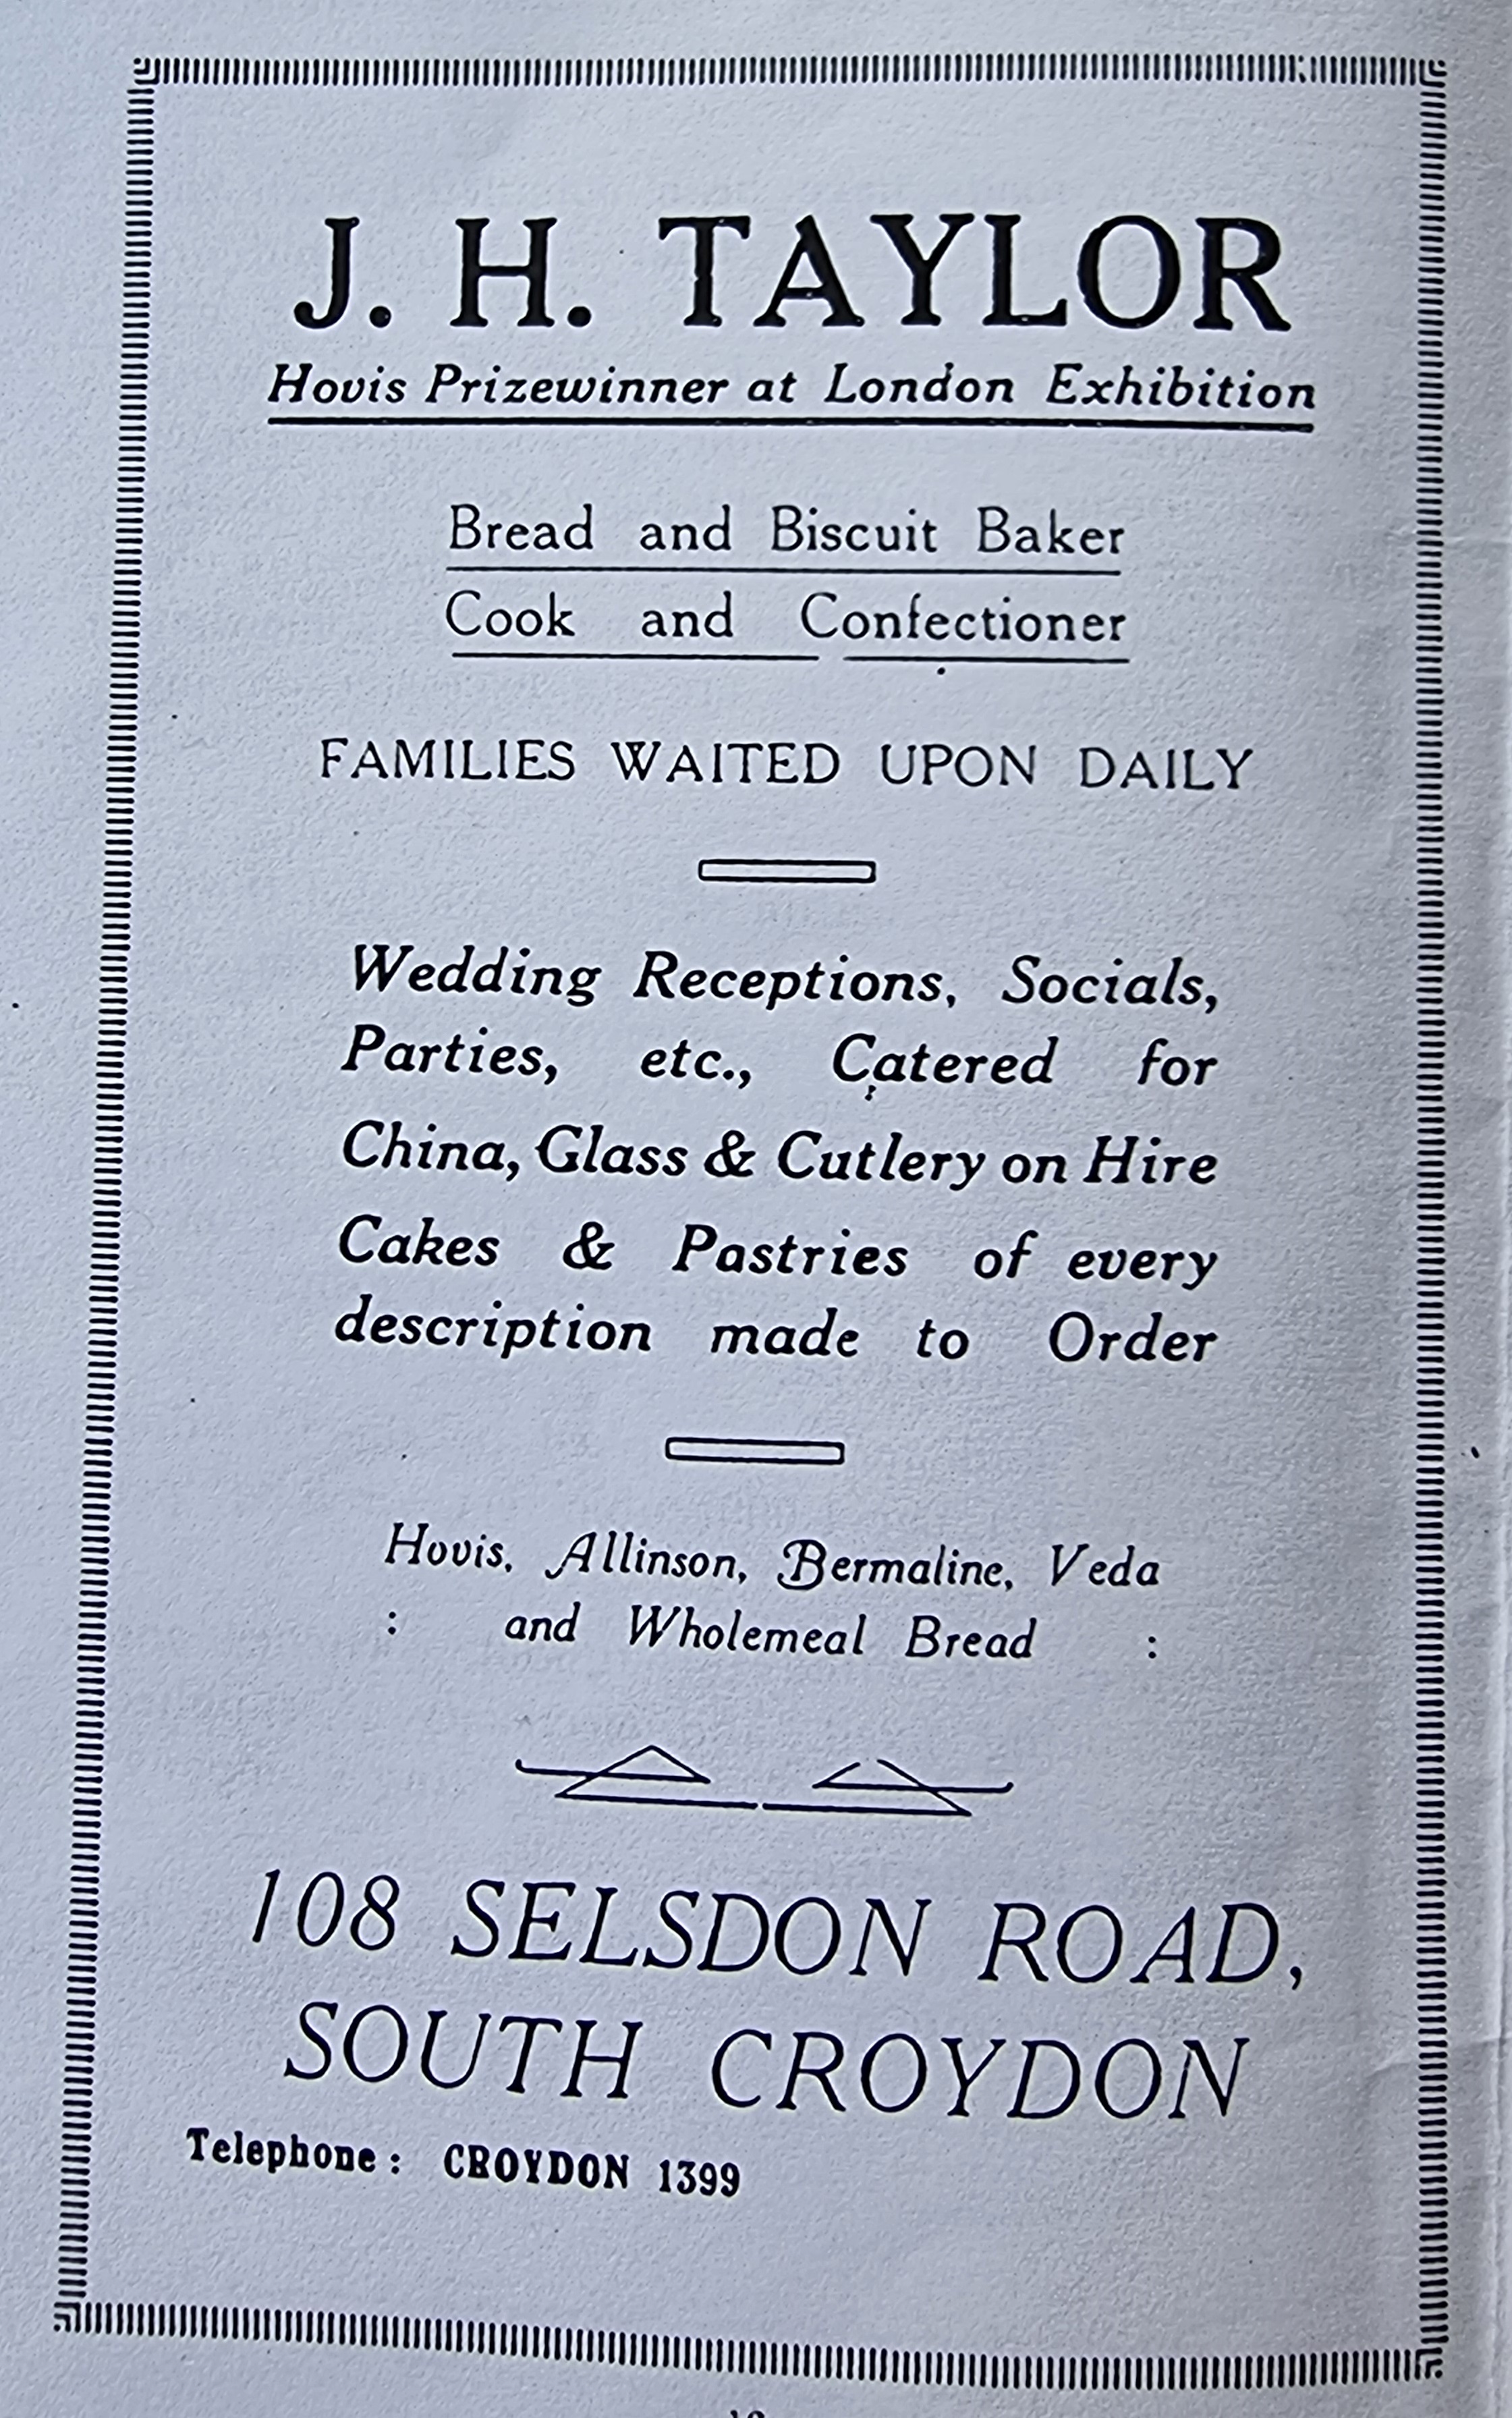 J. H. TAYLOR
Hovis Prizewinner at London Exhibition
Bread and Biscuit Baker
Cook and Confectioner
FAMILIES WAITED UPON DAILY
Wedding Receptions, Socials,
Parties, etc., Catered for
China, Glass & Cutlery on Hire
Cakes & Pastries of every
description made to Order
Hovis, Allinson, Bermaline, Veda
: and Wholemeal Bread :
108 SELSDON ROAD,
SOUTH CROYDON
Telephone : CROYDON 1399